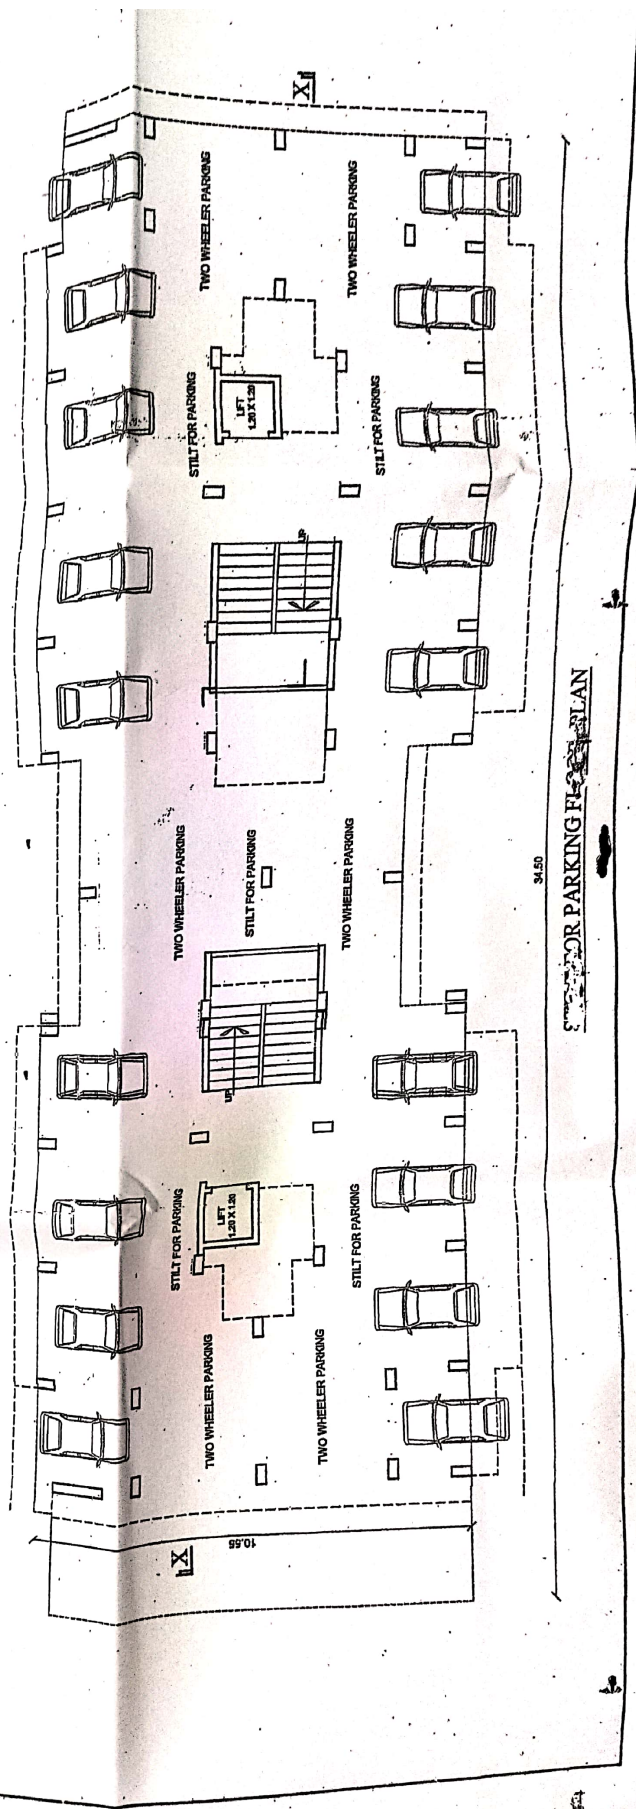 X
TWO WHEELER PARKING
TWO WHEELER PARKING
STILT FOR PARKING
LIFT
1.20 X 1.20
STILT FOR PARKING
UP
TWO WHEELER PARKING
STILT FOR PARKING
TWO WHEELER PARKING
34.50
PARKING
PLAN
UP
STILT FOR PARKING
LIFT
1.20 X 1.20
STILT FOR PARKING
TWO WHEELER PARKING
TWO WHEELER PARKING
10.55
X